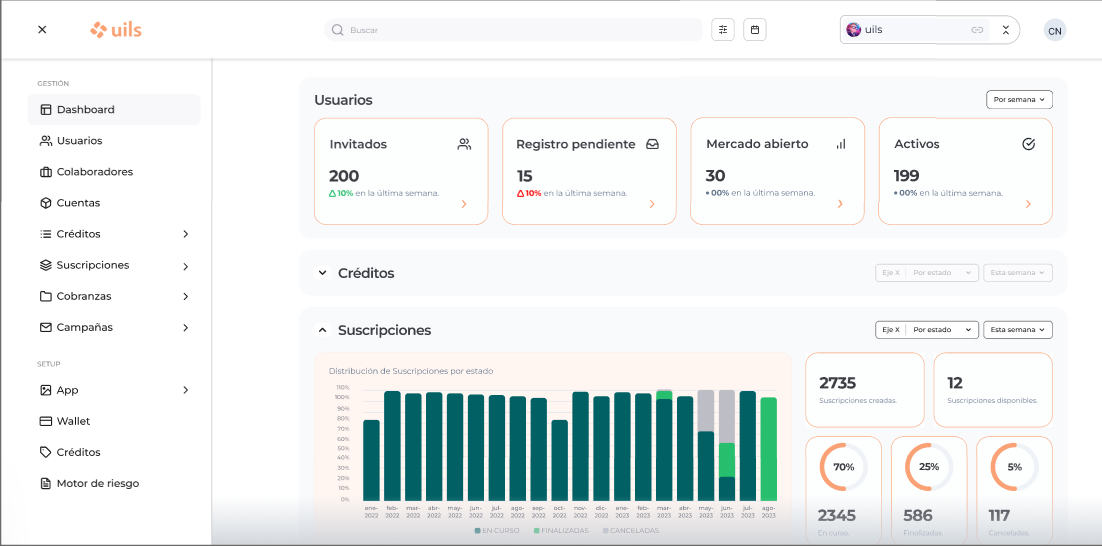 uils
Buscar
uils
CN
GESTIÓN
Dashboard
Usuarios
Colaboradores
Cuentas
Créditos
Suscripciones
Cobranzas
Campañas
SETUP
App
Wallet
Créditos
Motor de riesgo
Usuarios
Por semana
Invitados
200
10% en la última semana.
Registro pendiente
15
10% en la última semana.
Mercado abierto
30
• 00% en la última semana.
Activos
199
• 00% en la última semana.
Créditos
Eje X Por estado
Esta semana
Suscripciones
Eje X Por estado
Esta semana
Distribución de Suscripciones por estado
110%
100%
90%
80%
70%
60%
50%
40%
30%
20%
10%
0%
ene-2022
feb-2022
mar-2022
abr-2022
may-2022
jun-2022
jul-2022
ago-2022
sep-2022
oct-2022
nov-2022
dic-2022
ene-2023
feb-2023
mar-2023
abr-2023
may-2023
jun-2023
jul-2023
ago-2023
EN CURSO FINALIZADAS CANCELADAS
2735
Suscripciones creadas.
12
Suscripciones disponibles.
70%
2345
En curso.
25%
586
Finalizadas.
5%
117
Canceladas.